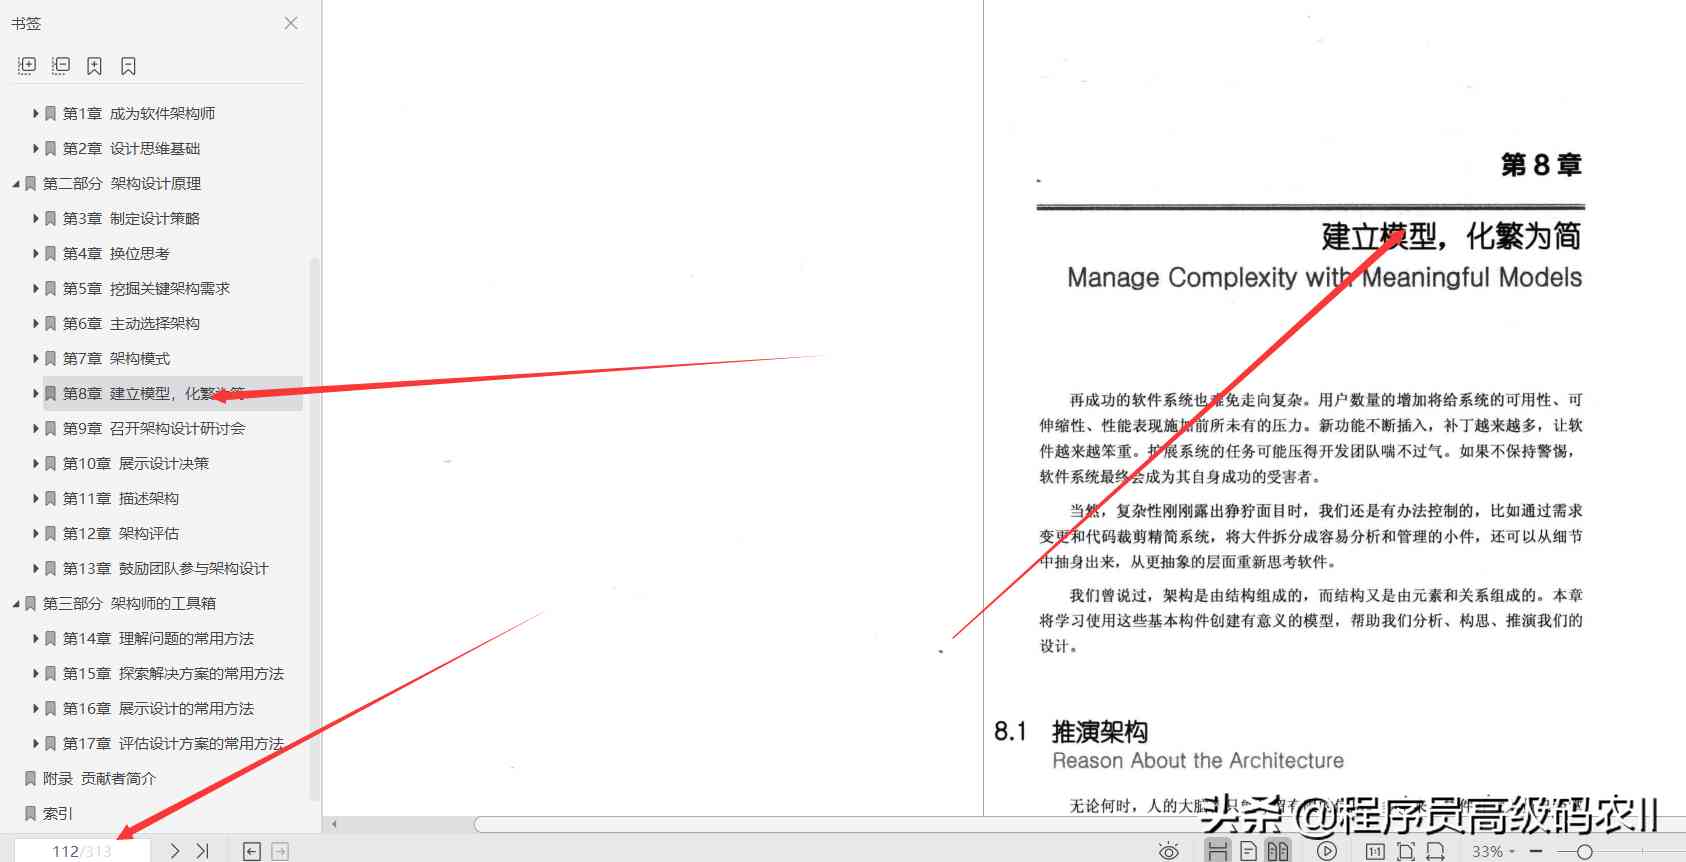 书签
第1章 成为软件架构师
第2章 设计思维基础
第二部分 架构设计原理
第3章 制定设计策略
第4章 换位思考
第5章 挖掘关键架构需求
第6章 主动选择架构
第7章 架构模式
第8章 建立模型，化繁为简
第9章 召开架构设计研讨会
第10章 展示设计决策
第11章 描述架构
第12章 架构评估
第13章 鼓励团队参与架构设计
第三部分 架构师的工具箱
第14章 理解问题的常用方法
第15章 探索解决方案的常用方法
第16章 展示设计的常用方法
第17章 评估设计方案的常用方法
附录 贡献者简介
索引
112/313
第 8 章
建立模型，化繁为简
Manage Complexity with Meaningful Models
再成功的软件系统也难免走向复杂。用户数量的增加将给系统的可用性、可
伸缩性、性能表现施加前所未有的压力。新功能不断插入，补丁越来越多，让软
件越来越笨重。扩展系统的任务可能压得开发团队喘不过气。如果不保持警惕，
软件系统最终会成为其自身成功的受害者。
当然，复杂性刚刚露出狰狞面目时，我们还是有办法控制的，比如通过需求
变更和代码裁剪精简系统，将大件拆分成容易分析和管理的小件，还可以从细节
中抽身出来，从更抽象的层面重新思考软件。
我们曾说过，架构是由结构组成的，而结构又是由元素和关系组成的。本章
将学习使用这些基本构件创建有意义的模型，帮助我们分析、构思、推演我们的
设计。
8.1 推演架构
Reason About the Architecture
无论何时，人的大脑
头条 @程序员高级码农II
1:1
33%